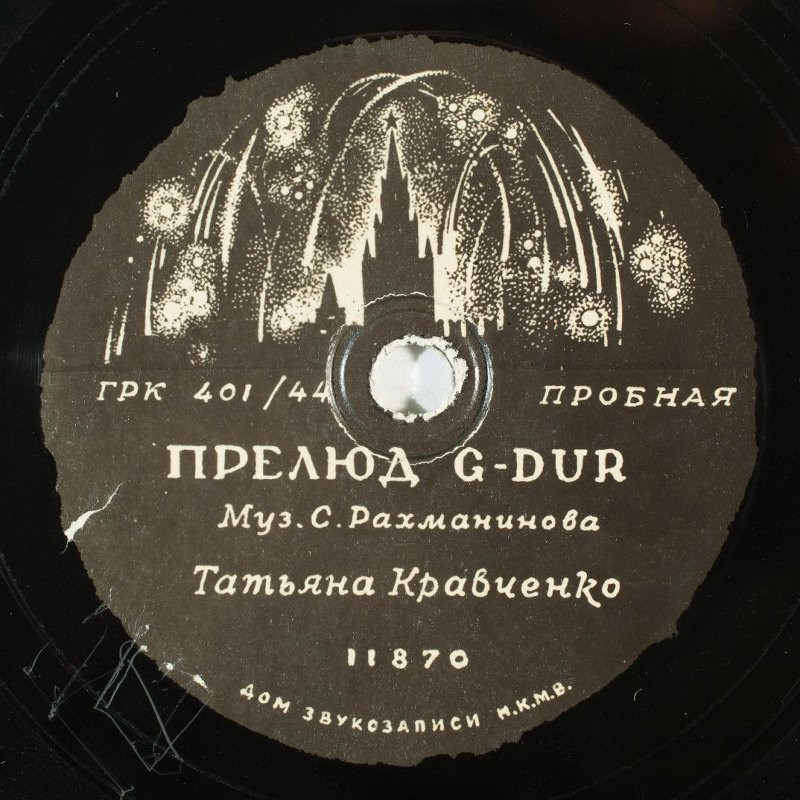 ГРК 401/44 ПРОБНАЯ
ПРЕЛЮД G-DUR
Муз. С. Рахманинова
Татьяна Кравченко
11870
ДОМ ЗВУКОЗАПИСИ Н.К.М.В.